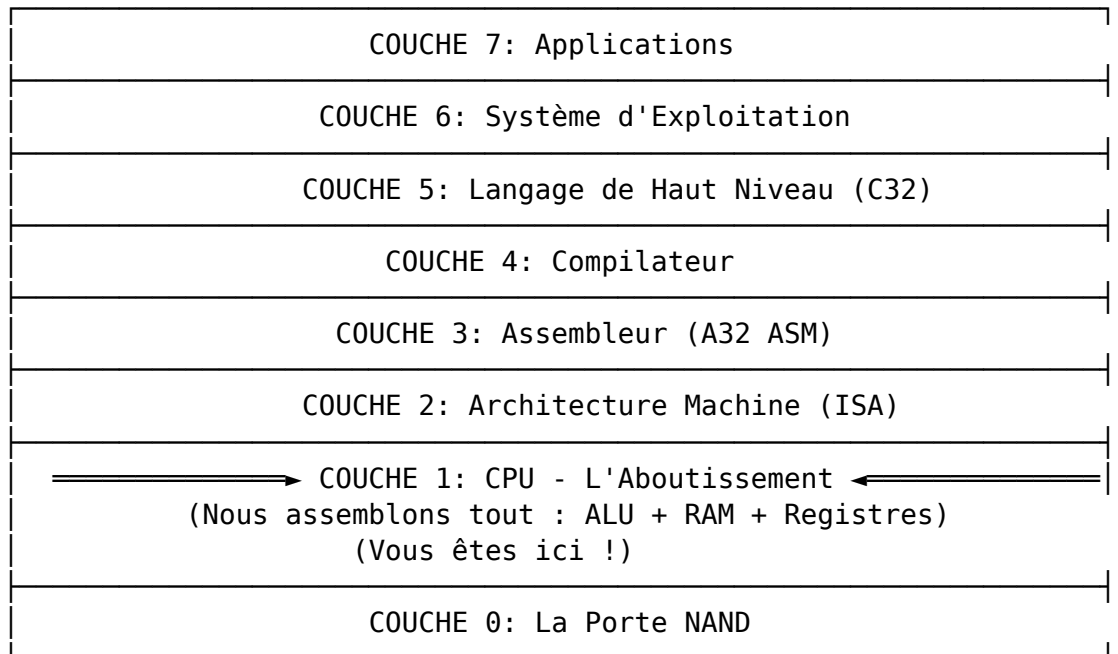 COUCHE 7: Applications
COUCHE 6: Système d'Exploitation
COUCHE 5: Langage de Haut Niveau (C32)
COUCHE 4: Compilateur
COUCHE 3: Assembleur (A32 ASM)
COUCHE 2: Architecture Machine (ISA)
COUCHE 1: CPU - L'Aboutissement
(Nous assemblons tout : ALU + RAM + Registres)
(Vous êtes ici !)
COUCHE 0: La Porte NAND